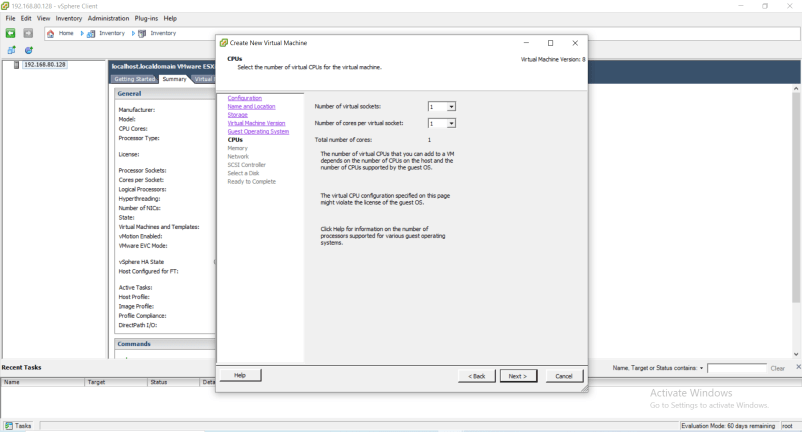 192.168.80.128 - vSphere Client
File Edit View Inventory Administration Plug-ins Help
Home Inventory Inventory
192.168.80.128
localhost.localdomain VMware ESX
Getting Started Summary Virtual
General
Manufacturer:
Model:
CPU Cores:
Processor Type:
License:
Processor Sockets:
Cores per Socket:
Logical Processors:
Hyperthreading:
Number of NICs:
State:
Virtual Machines and Templates:
vMotion Enabled:
VMware EVC Mode:
vSphere HA State
Host Configured for FT:
Active Tasks:
Host Profile:
Image Profile:
Profile Compliance:
DirectPath I/O:
Commands
Create New Virtual Machine
CPUs
Select the number of virtual CPUs for the virtual machine.
Virtual Machine Version: 8
Configuration
Name and Location
Storage
Virtual Machine Version
Guest Operating System
CPUs
Memory
Network
SCSI Controller
Select a Disk
Ready to Complete
Number of virtual sockets: 1
Number of cores per virtual socket: 1
Total number of cores: 1
The number of virtual CPUs that you can add to a VM
depends on the number of CPUs on the host and the
number of CPUs supported by the guest OS.
The virtual CPU configuration specified on this page
might violate the license of the guest OS.
Click Help for information on the number of
processors supported for various guest operating
systems.
Help < Back Next > Cancel
Recent Tasks
Name, Target or Status contains: Clear
Name Target Status Deta
Activate Windows
Go to Settings to activate Windows.
Tasks
Evaluation Mode: 60 days remaining root